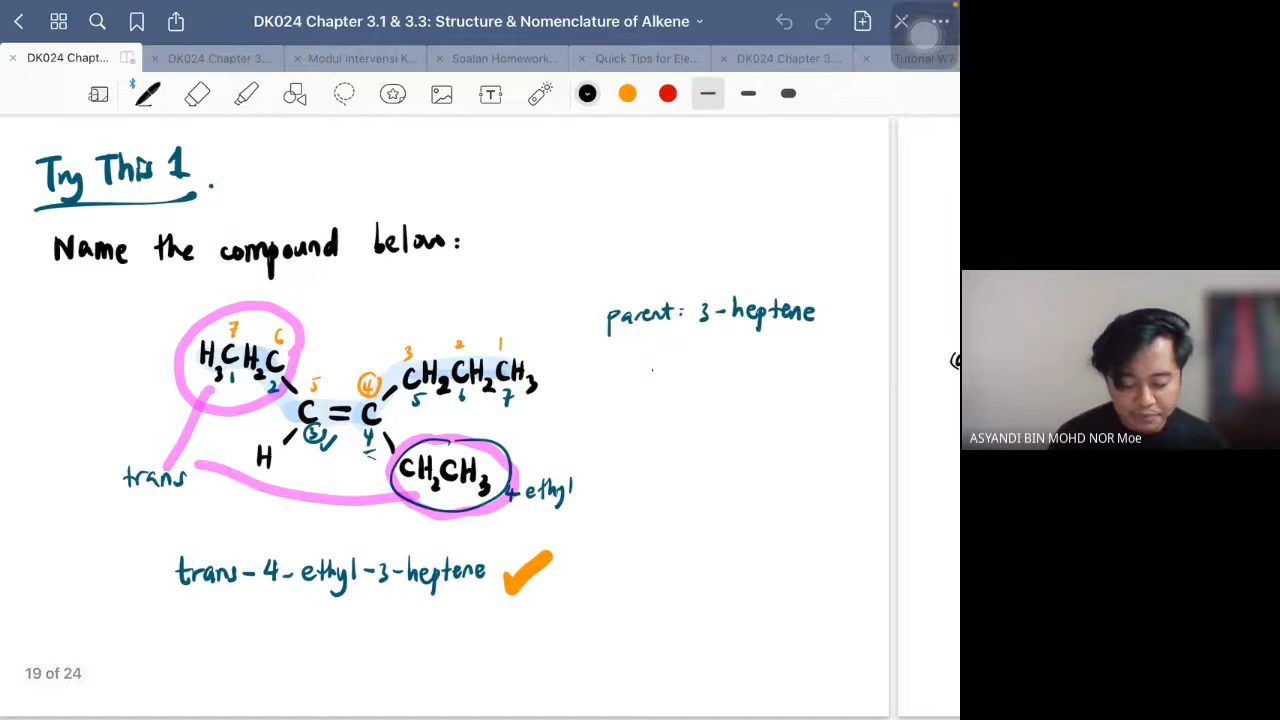 DK024 Chapter 3.1 & 3.3: Structure & Nomenclature of Alkene
DK024 Chapt... DK024 Chapter 3.... Modul Intervensi K... Soalan Homework... Quick Tips for Ele... DK024 Chapter 3.... Tutorial W7
Try This 1
Name the compound below:
parent: 3-heptene
7 6 3 2 1
H3CH2C CH2CH2CH3
1 2 5 4 5 6 7
C = C
3 4
H CH2CH3
trans 4-ethyl
trans-4-ethyl-3-heptene
19 of 24
ASYANDI BIN MOHD NOR Moe